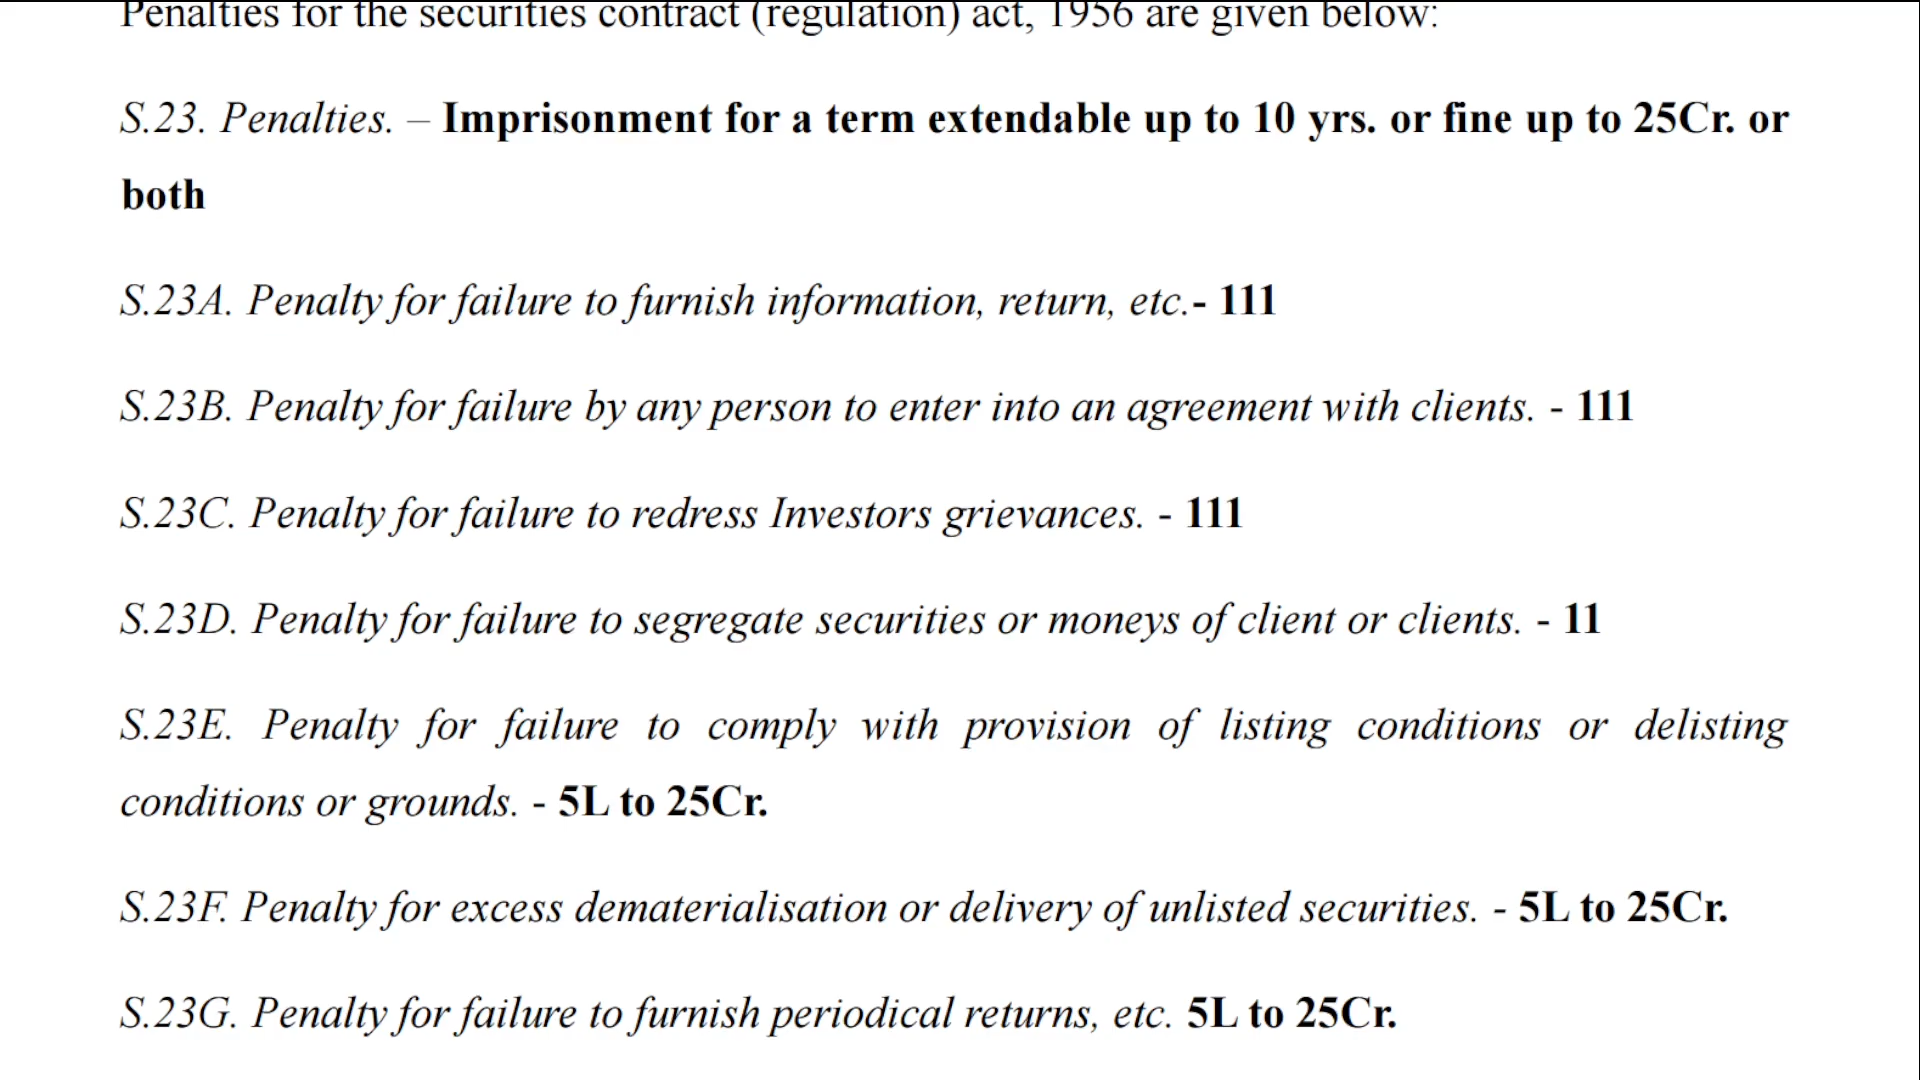 Penalties for the securities contract (regulation) act, 1956 are given below:
S.23. Penalties. – Imprisonment for a term extendable up to 10 yrs. or fine up to 25Cr. or
both
S.23A. Penalty for failure to furnish information, return, etc.- 111
S.23B. Penalty for failure by any person to enter into an agreement with clients. - 111
S.23C. Penalty for failure to redress Investors grievances. - 111
S.23D. Penalty for failure to segregate securities or moneys of client or clients. - 11
S.23E. Penalty for failure to comply with provision of listing conditions or delisting
conditions or grounds. - 5L to 25Cr.
S.23F. Penalty for excess dematerialisation or delivery of unlisted securities. - 5L to 25Cr.
S.23G. Penalty for failure to furnish periodical returns, etc. 5L to 25Cr.